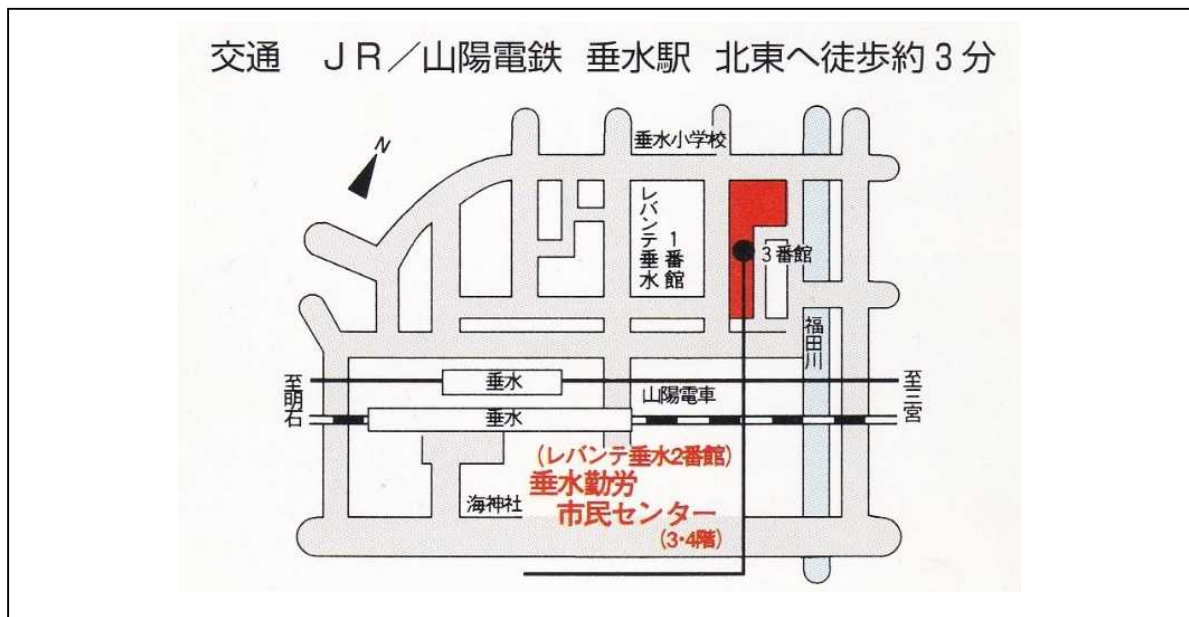 交通 JR/山陽電鉄 垂水駅 北東へ徒歩約3分
N
垂水小学校
レバンテ垂水
1番館
3番館
福田川
至明石
垂水
山陽電車
至三宮
垂水
(レバンテ垂水2番館)
垂水勤労
市民センター
(3・4階)
海神社